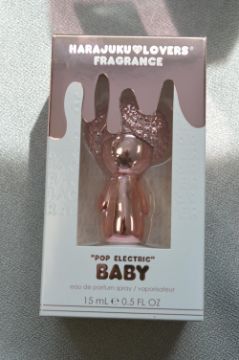 HARAJUKU♥LOVERS®
FRAGRANCE
"POP ELECTRIC"
BABY
eau de parfum spray / vaporisateur
15 mL ℮ 0.5 FL OZ